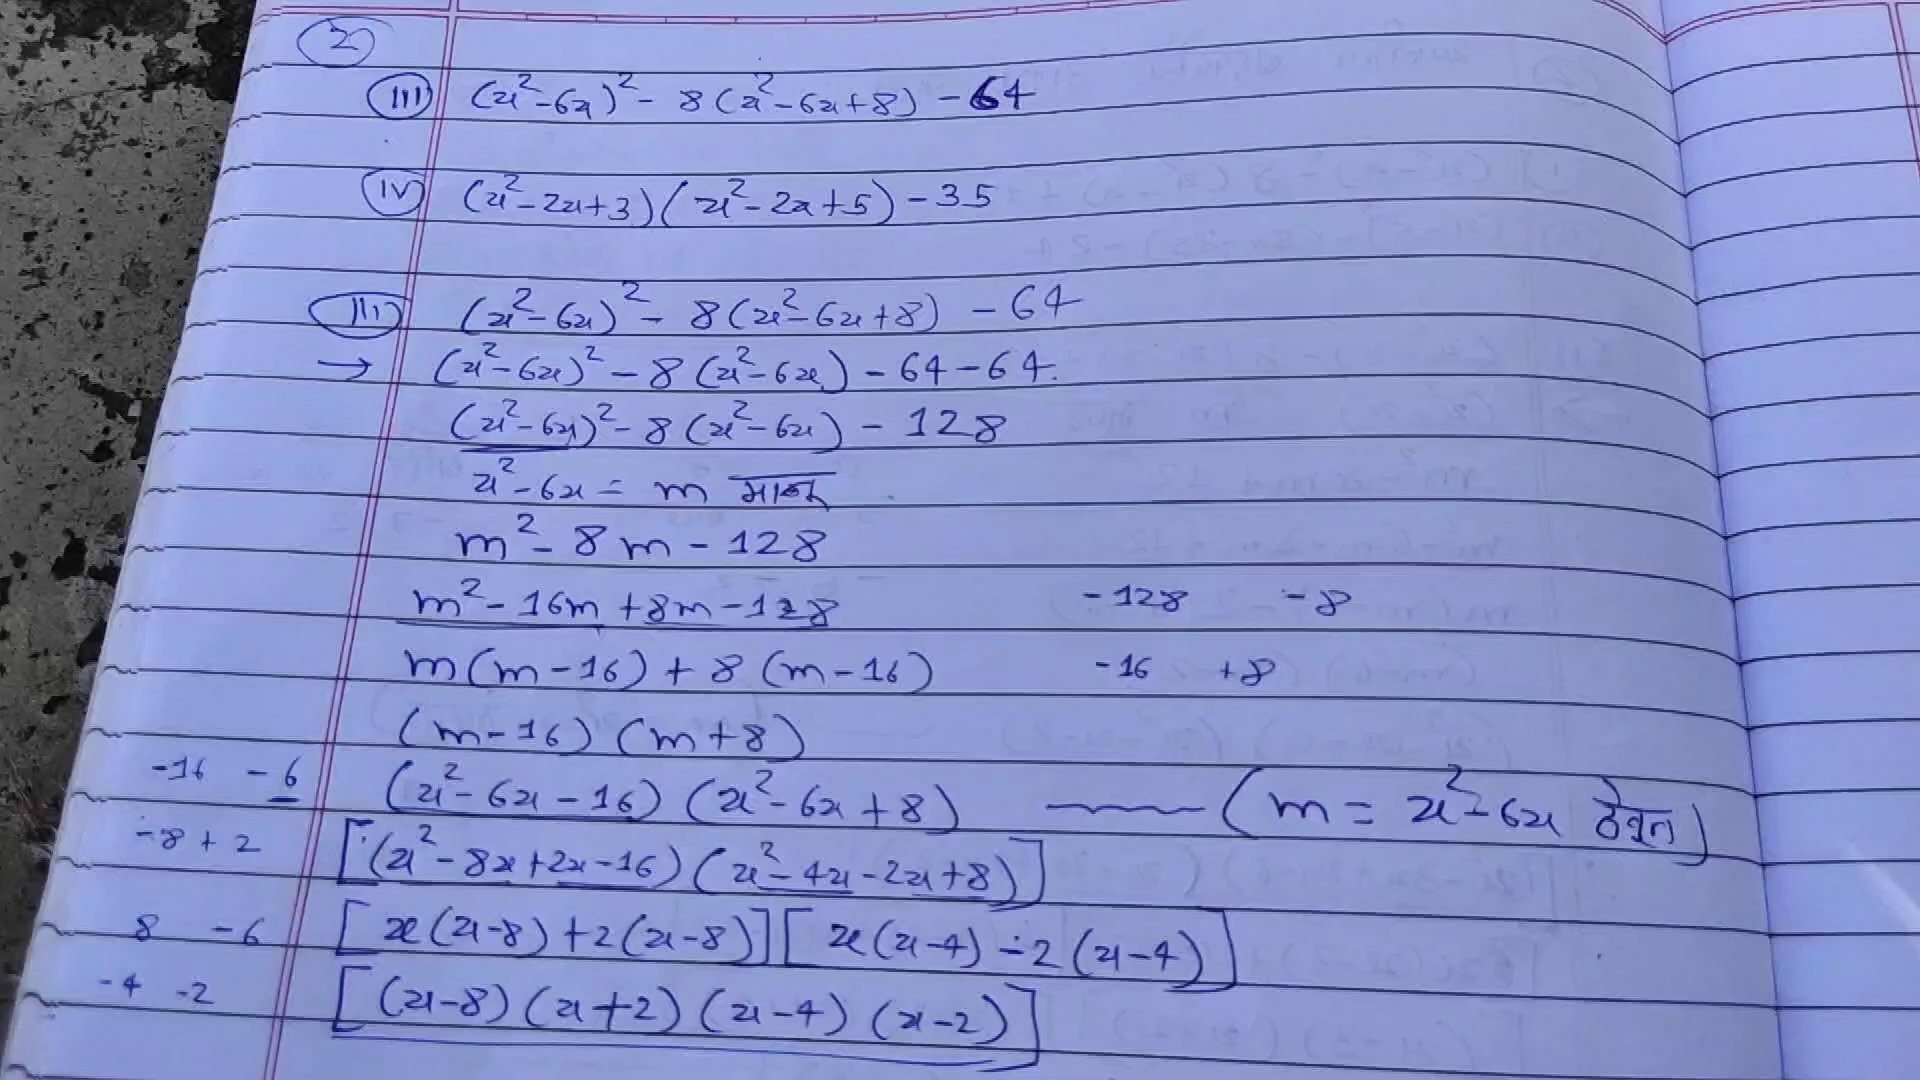 2
(iii) (x²-6x)² - 8(x²-6x+8) -64
(iv) (x²-2x+3)(x²-2x+5) -35
(iii) (x²-6x)² - 8(x²-6x+8) -64
→ (x²-6x)² - 8(x²-6x) - 64-64.
(x²-6x)² - 8(x²-6x) - 128
x²-6x = m मानू
m² - 8m - 128
m² - 16m + 8m - 128 -128 -8
m(m-16) + 8(m-16) -16 +8
(m-16)(m+8)
-16 -6 (x²-6x-16)(x²-6x+8) —— (m = x²-6x ठेवून)
-8 +2 [(x²-8x+2x-16)(x²-4x-2x+8)]
8 -6 [x(x-8)+2(x-8)][x(x-4)-2(x-4)]
-4 -2 [(x-8)(x+2)(x-4)(x-2)]